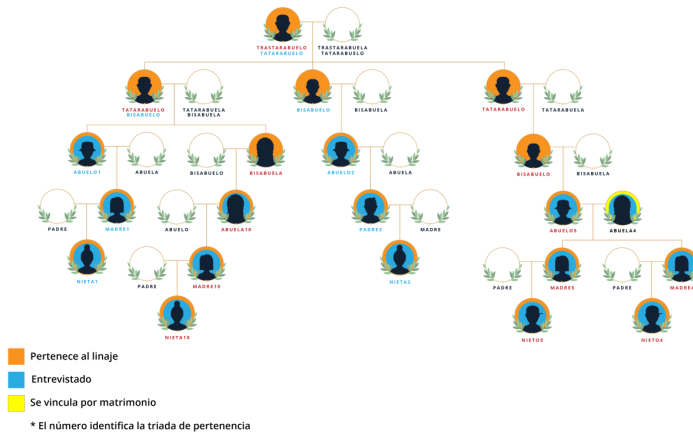 TRASTARABUELO
TATARABUELO
TRASTARABUELA
TATARABUELO
TATARABUELO
BISABUELO
TATARABUELA
BISABUELA
BISABUELO
BISABUELA
TATARABUELO
TATARABUELA
ABUELO1
ABUELA
BISABUELO
BISABUELA
ABUELO2
ABUELA
BISABUELO
BISABUELA
PADRE
MADRE1
ABUELO
ABUELA10
PADRE2
MADRE
ABUELO5
ABUELA4
NIETA1
PADRE
MADRE10
NIETA2
PADRE
MADRE5
PADRE
MADRE4
NIETA10
NIETO5
NIETO4
Pertenece al linaje
Entrevistado
Se vincula por matrimonio
* El número identifica la triada de pertenencia